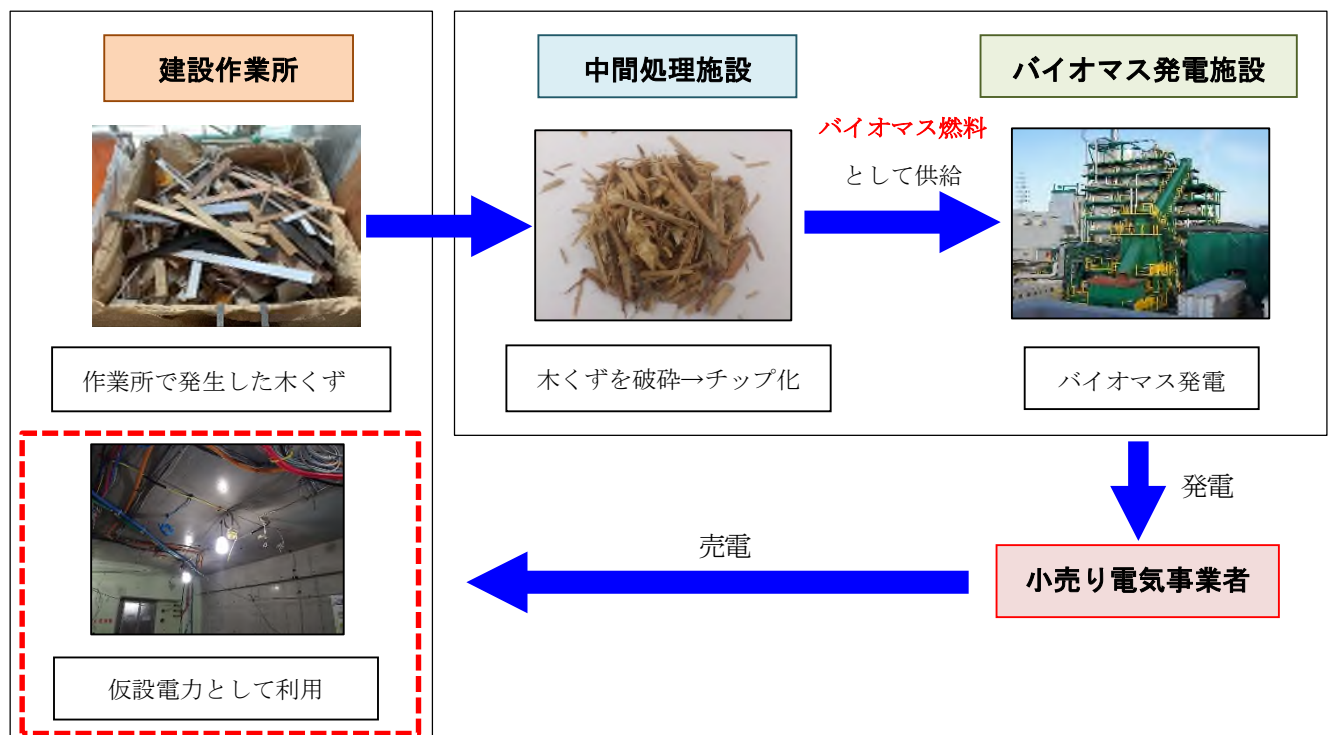 建設作業所
中間処理施設
バイオマス発電施設
バイオマス燃料
として供給
作業所で発生した木くず
木くずを破砕→チップ化
バイオマス発電
発電
売電
小売り電気事業者
仮設電力として利用